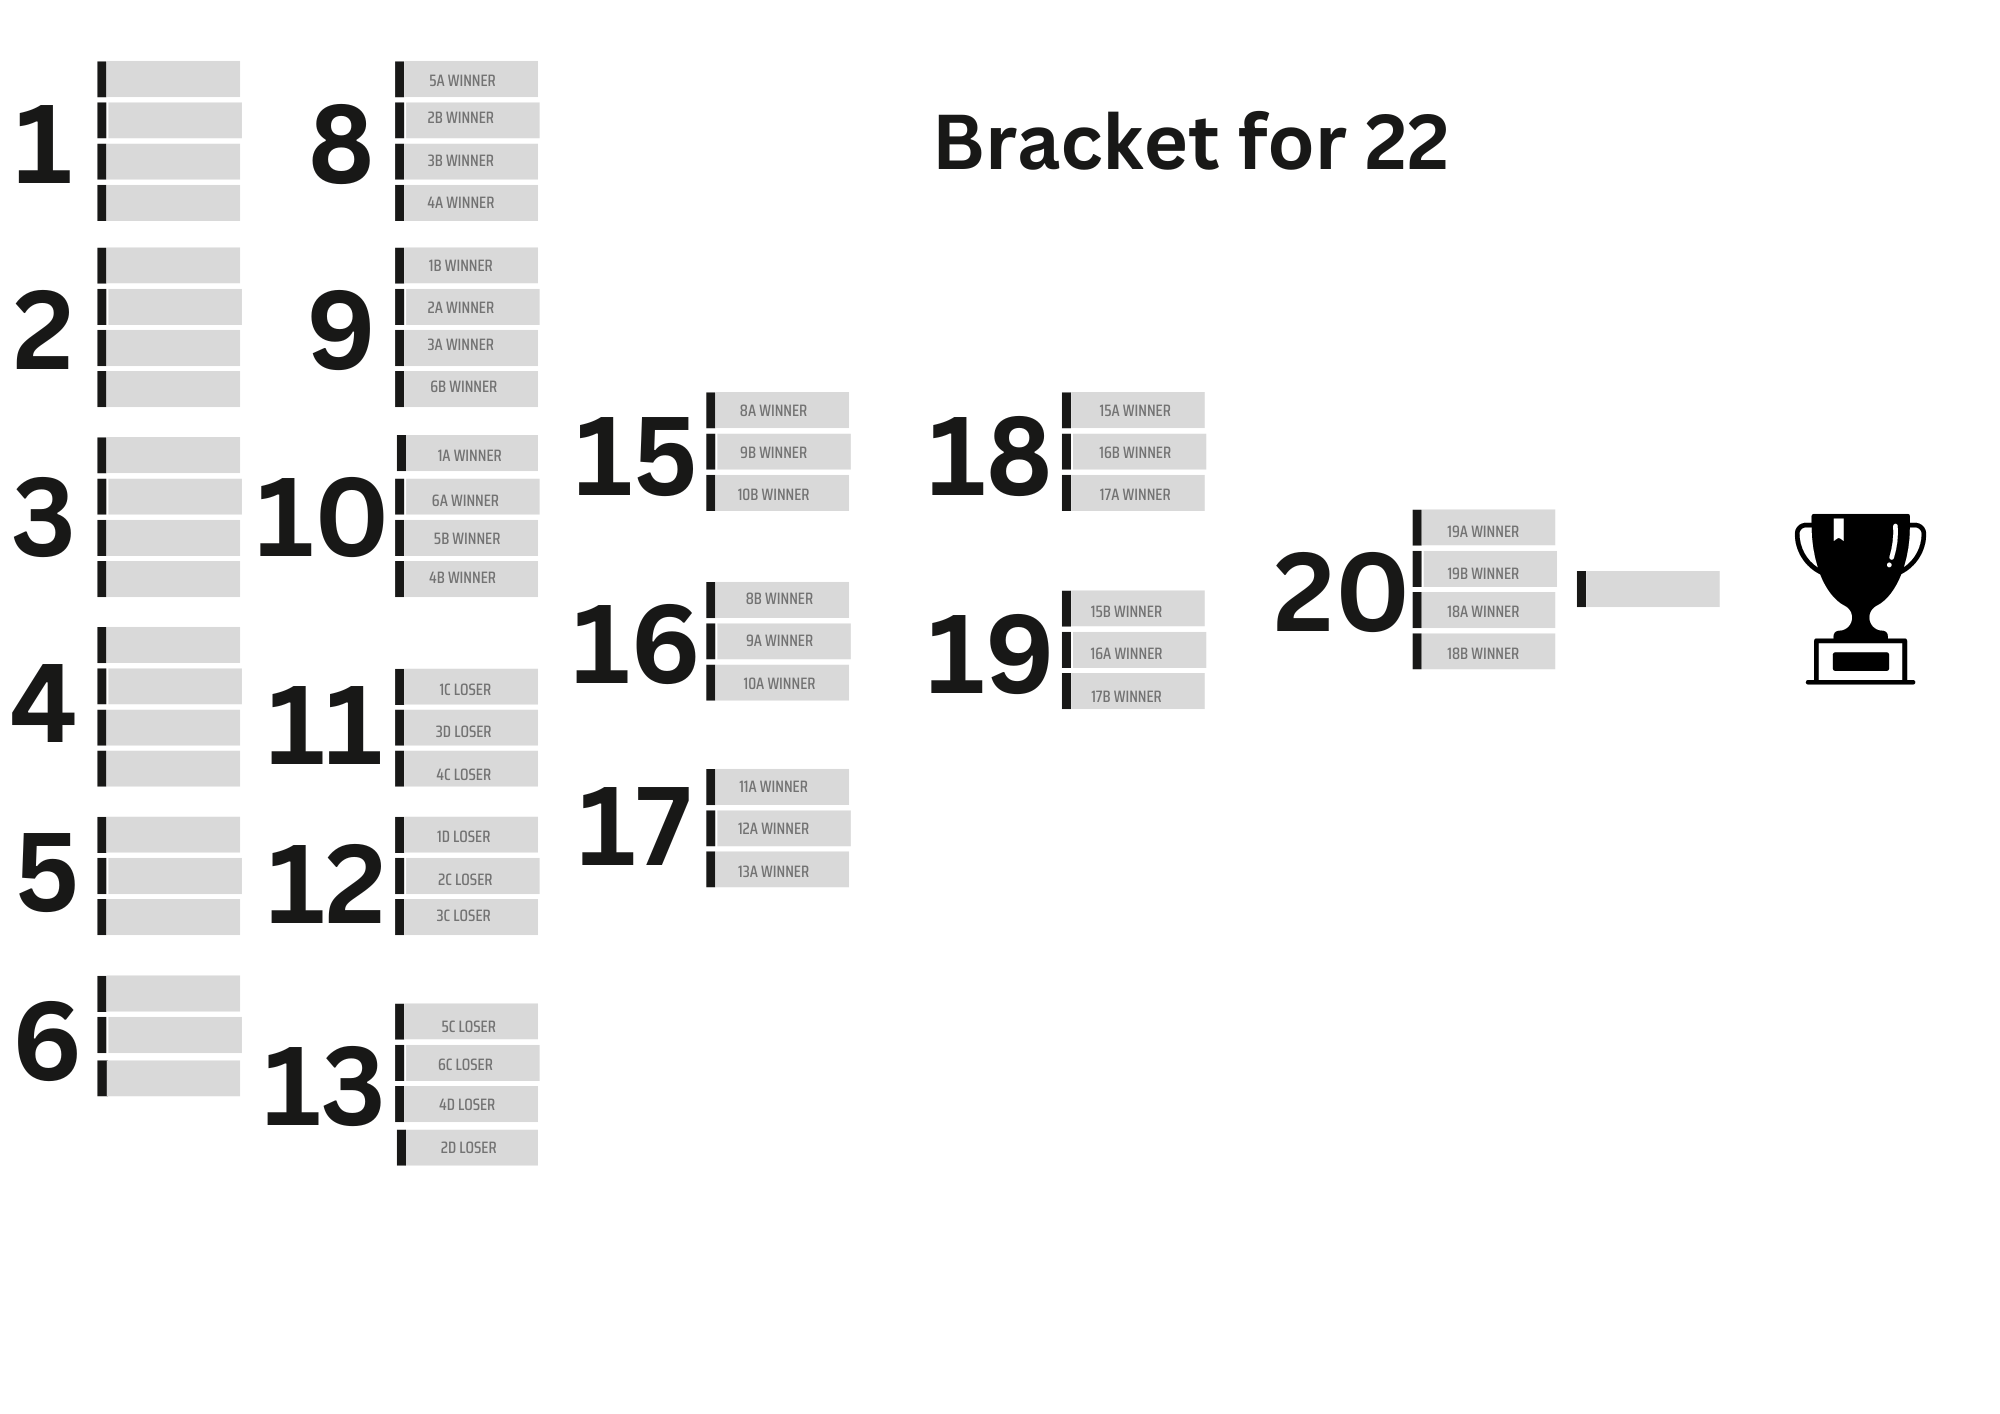 Bracket for 22
1
2
3
4
5
6
8
5A WINNER
2B WINNER
3B WINNER
4A WINNER
9
1B WINNER
2A WINNER
3A WINNER
6B WINNER
10
1A WINNER
6A WINNER
5B WINNER
4B WINNER
11
1C LOSER
3D LOSER
4C LOSER
12
1D LOSER
2C LOSER
3C LOSER
13
5C LOSER
6C LOSER
4D LOSER
2D LOSER
15
8A WINNER
9B WINNER
10B WINNER
16
8B WINNER
9A WINNER
10A WINNER
17
11A WINNER
12A WINNER
13A WINNER
18
15A WINNER
16B WINNER
17A WINNER
19
15B WINNER
16A WINNER
17B WINNER
20
19A WINNER
19B WINNER
18A WINNER
18B WINNER